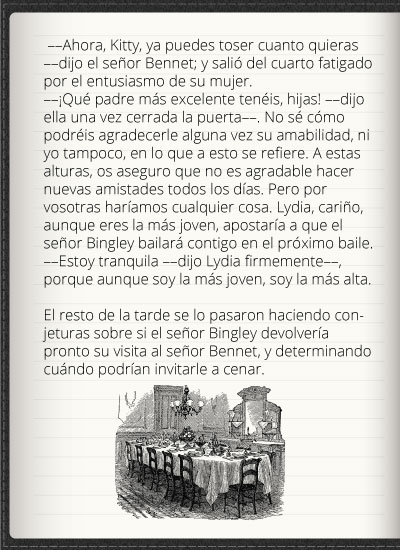 ––Ahora, Kitty, ya puedes toser cuanto quieras
––dijo el señor Bennet; y salió del cuarto fatigado
por el entusiasmo de su mujer.
––¡Qué padre más excelente tenéis, hijas! ––dijo
ella una vez cerrada la puerta––. No sé cómo
podréis agradecerle alguna vez su amabilidad, ni
yo tampoco, en lo que a esto se refiere. A estas
alturas, os aseguro que no es agradable hacer
nuevas amistades todos los días. Pero por
vosotras haríamos cualquier cosa. Lydia, cariño,
aunque eres la más joven, apostaría a que el
señor Bingley bailará contigo en el próximo baile.
––Estoy tranquila ––dijo Lydia firmemente––,
porque aunque soy la más joven, soy la más alta.
El resto de la tarde se lo pasaron haciendo con-
jeturas sobre si el señor Bingley devolvería
pronto su visita al señor Bennet, y determinando
cuándo podrían invitarle a cenar.